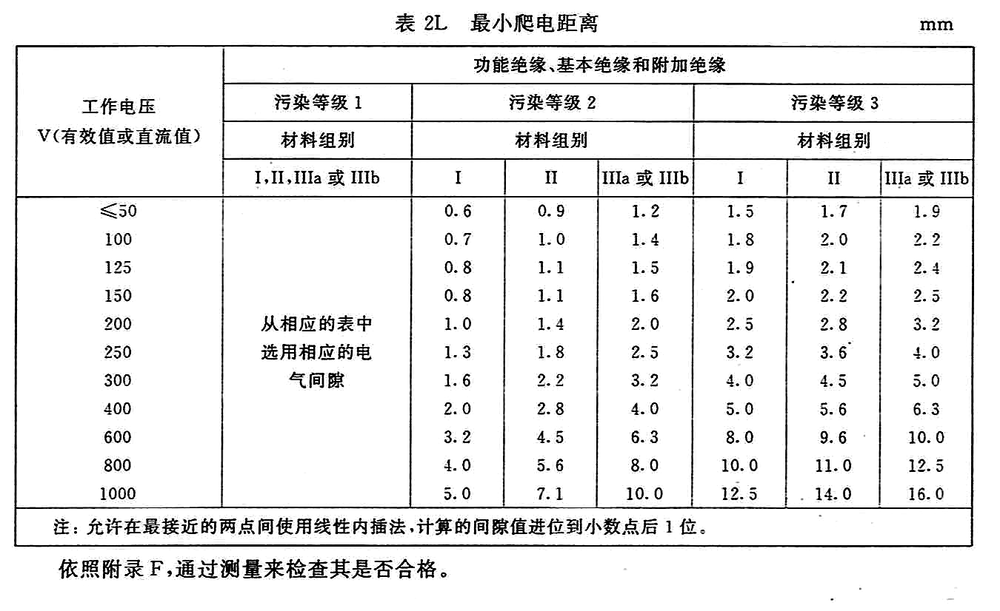 表 2L 最小爬电距离 mm
功能绝缘、基本绝缘和附加绝缘
工作电压
V(有效值或直流值)
污染等级 1 污染等级 2 污染等级 3
材料组别 材料组别 材料组别
I,II,IIIa 或 IIIb I II IIIa 或 IIIb I II IIIa 或 IIIb
≤50 0.6 0.9 1.2 1.5 1.7 1.9
100 0.7 1.0 1.4 1.8 2.0 2.2
125 0.8 1.1 1.5 1.9 2.1 2.4
150 0.8 1.1 1.6 2.0 2.2 2.5
200 从相应的表中 1.0 1.4 2.0 2.5 2.8 3.2
250 选用相应的电 1.3 1.8 2.5 3.2 3.6 4.0
300 气间隙 1.6 2.2 3.2 4.0 4.5 5.0
400 2.0 2.8 4.0 5.0 5.6 6.3
600 3.2 4.5 6.3 8.0 9.6 10.0
800 4.0 5.6 8.0 10.0 11.0 12.5
1000 5.0 7.1 10.0 12.5 14.0 16.0
注：允许在最接近的两点间使用线性内插法,计算的间隙值进位到小数点后 1 位。
依照附录 F,通过测量来检查其是否合格。